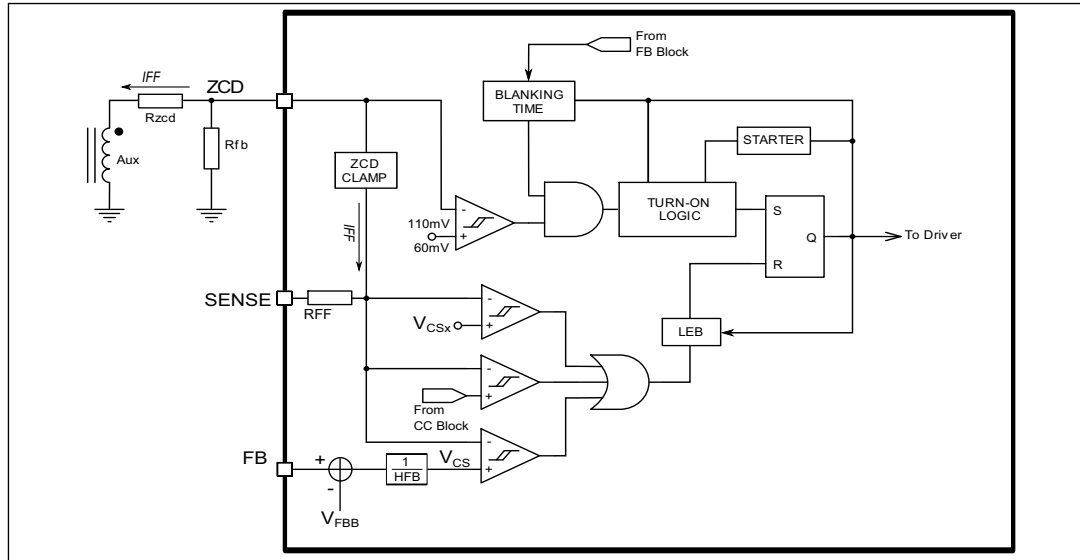 From
FB Block
IFF
ZCD
BLANKING
TIME
Rzcd
STARTER
Aux
Rfb
ZCD
CLAMP
TURN-ON
LOGIC
S
-
110mV
+
60mV
Q
To Driver
IFF
R
SENSE
RFF
-
LEB
VCSx
+
-
+
From
CC Block
-
FB
+
1
HFB
VCS
+
-
VFBB